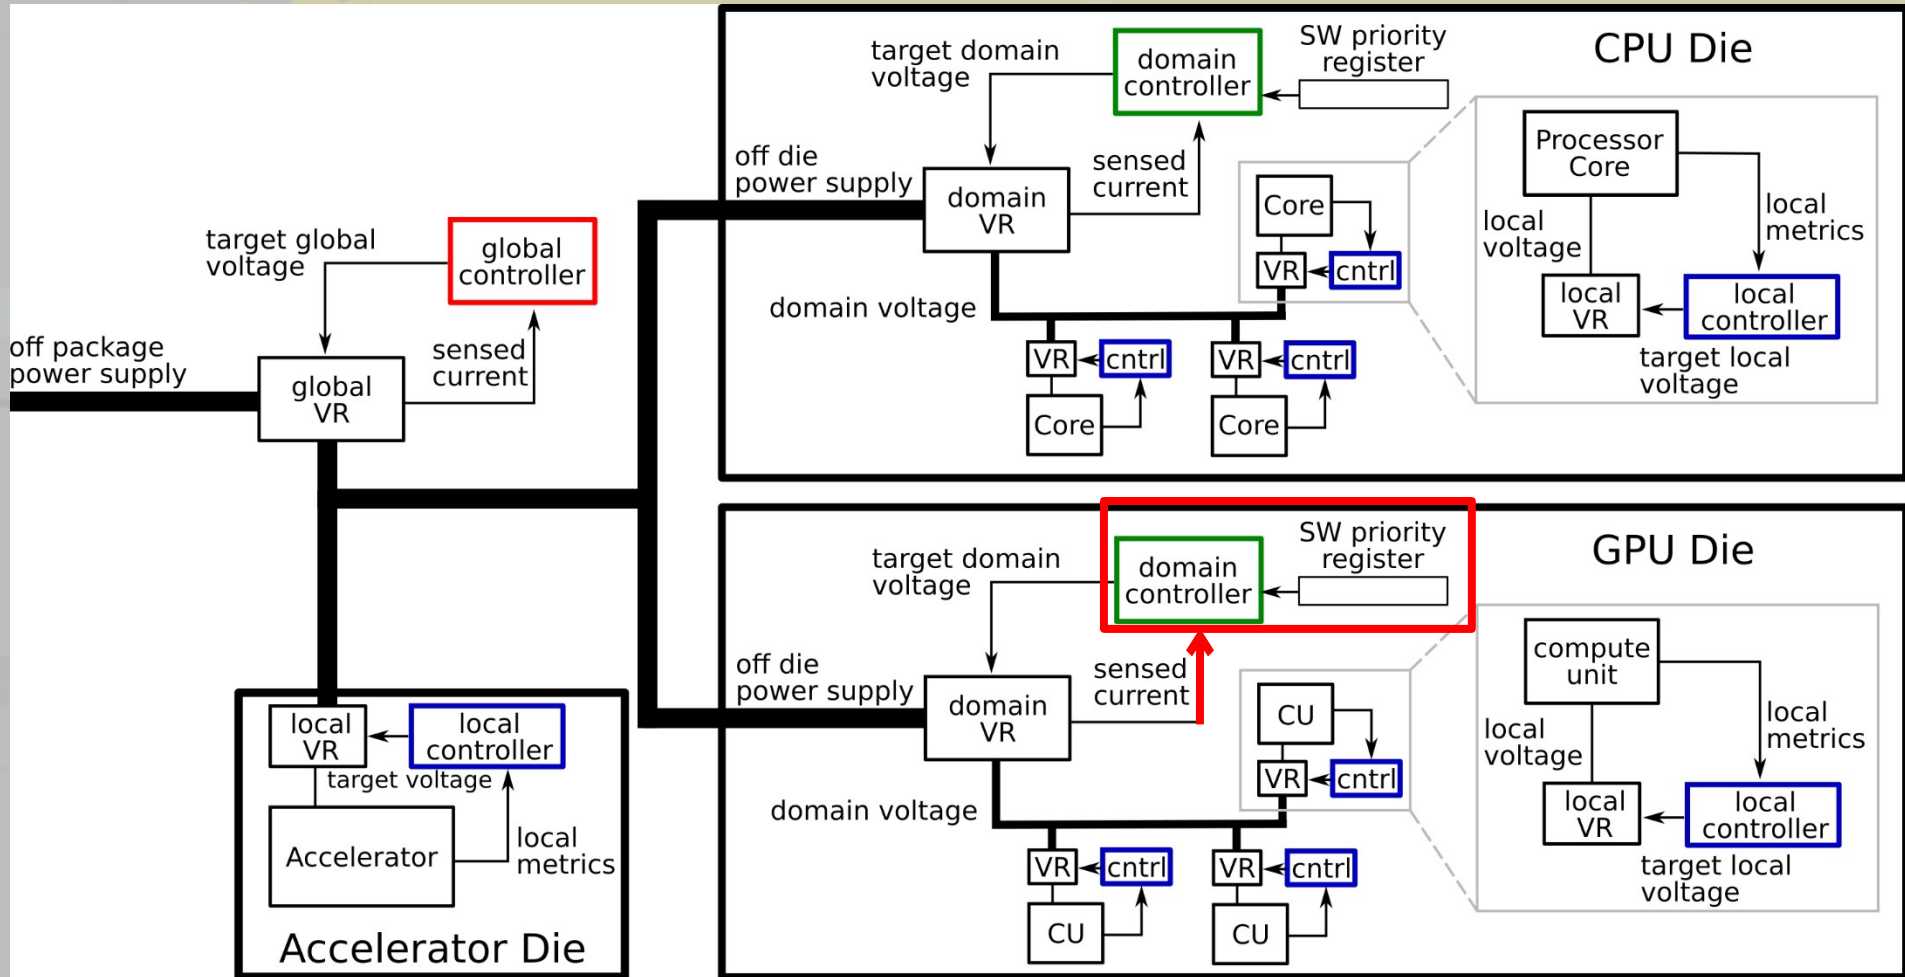 off package
power supply
target global
voltage
global
controller
sensed
current
global
VR
local
VR
local
controller
target voltage
Accelerator
local
metrics
Accelerator Die
CPU Die
target domain
voltage
domain
controller
SW priority
register
off die
power supply
domain
VR
sensed
current
domain voltage
Core
VR
cntrl
VR
cntrl
Core
VR
cntrl
Core
Processor
Core
local
voltage
local
metrics
local
VR
local
controller
target local
voltage
GPU Die
target domain
voltage
domain
controller
SW priority
register
off die
power supply
domain
VR
sensed
current
domain voltage
CU
VR
cntrl
VR
cntrl
CU
VR
cntrl
CU
compute
unit
local
voltage
local
metrics
local
VR
local
controller
target local
voltage